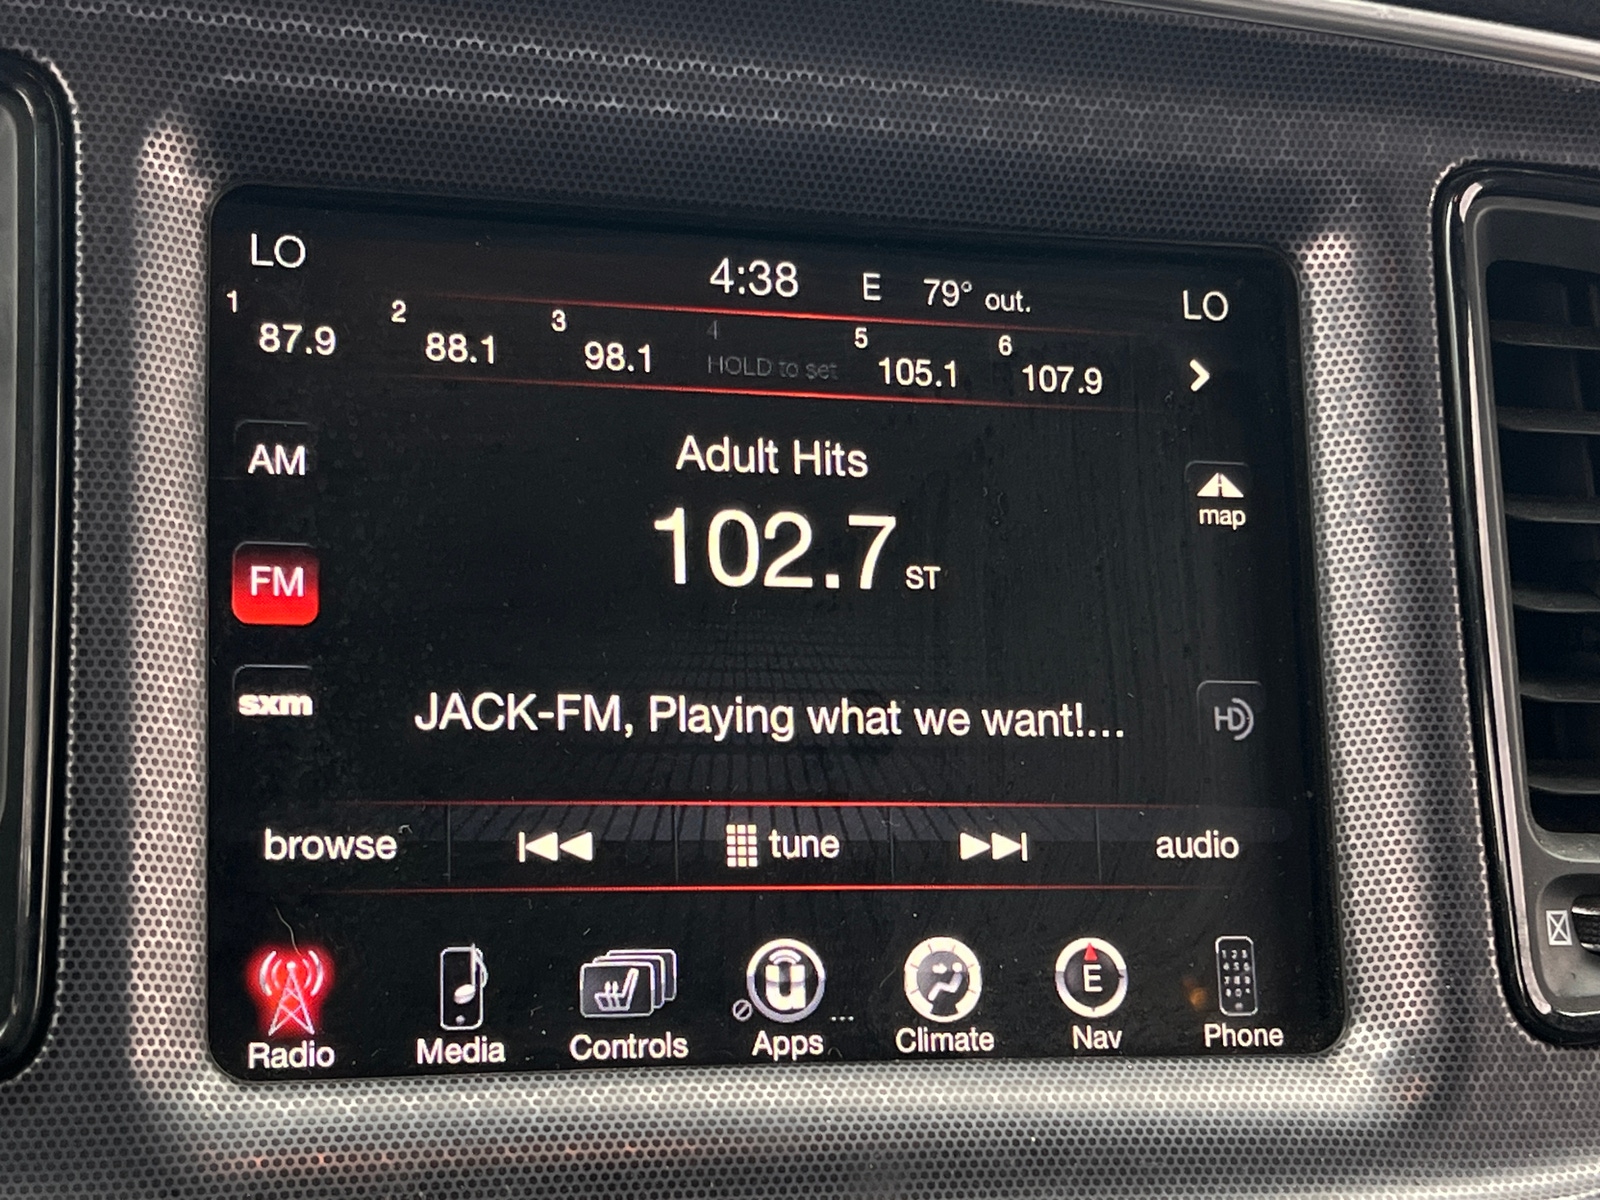 LO 4:38 E 79° out. LO
1 87.9 2 88.1 3 98.1 4 HOLD to set 5 105.1 6 107.9
AM
Adult Hits
map
102.7 ST
FM
sxm
JACK-FM, Playing what we want!...
HD
browse tune audio
E
Radio Media Controls Apps ... Climate Nav Phone